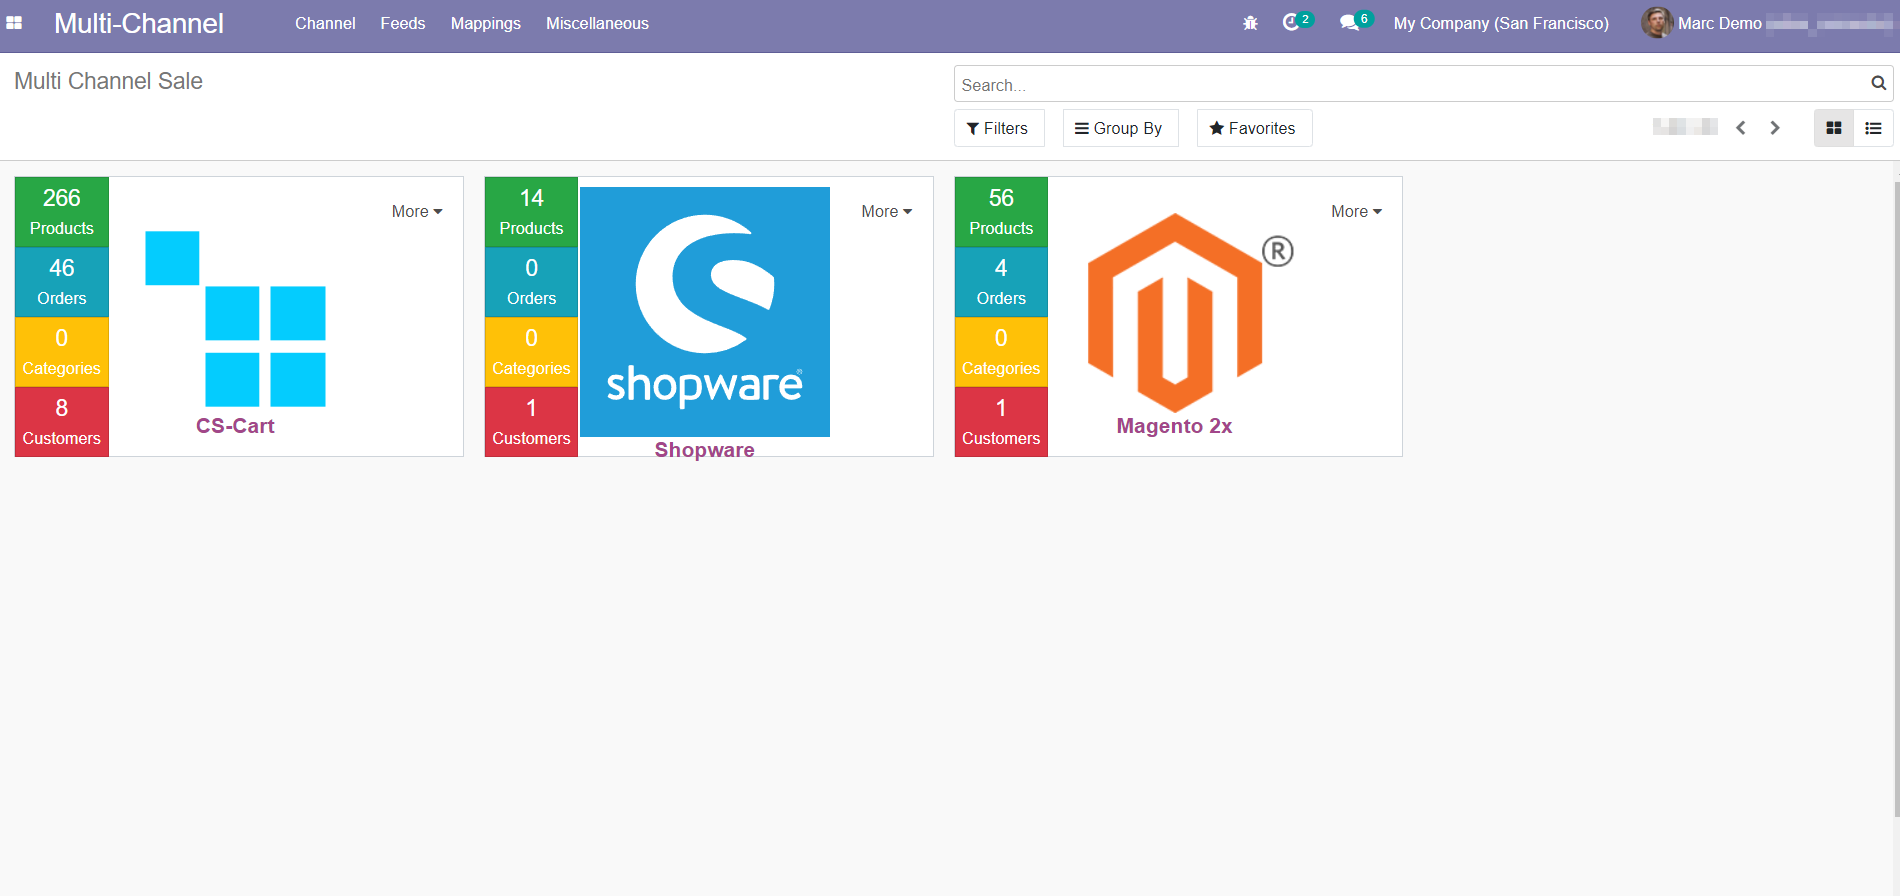 Multi-Channel
Channel Feeds Mappings Miscellaneous
2
6
My Company (San Francisco)
Marc Demo
Multi Channel Sale
Search...
Filters
Group By
Favorites
266
Products
46
Orders
0
Categories
8
Customers
More
CS-Cart
14
Products
0
Orders
0
Categories
1
Customers
More
shopware®
Shopware
56
Products
4
Orders
0
Categories
1
Customers
More
®
Magento 2x